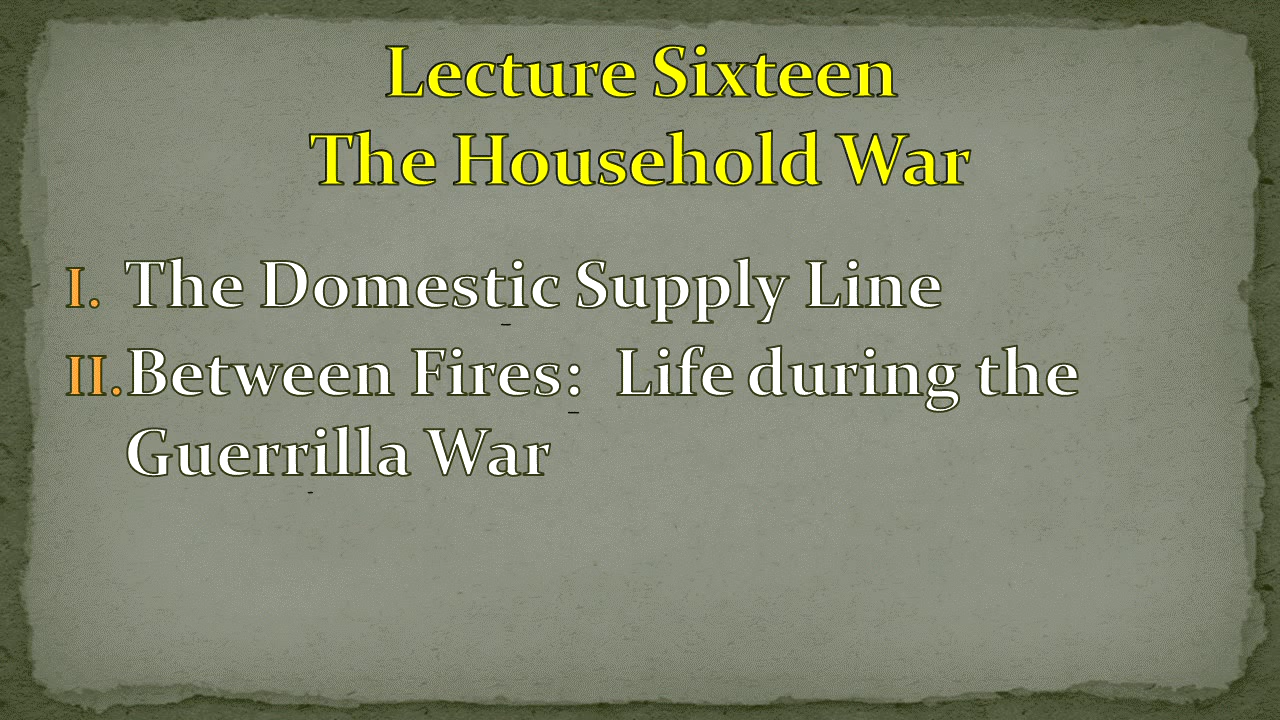 Lecture Sixteen
The Household War
I. The Domestic Supply Line
II. Between Fires:  Life during the
Guerrilla War